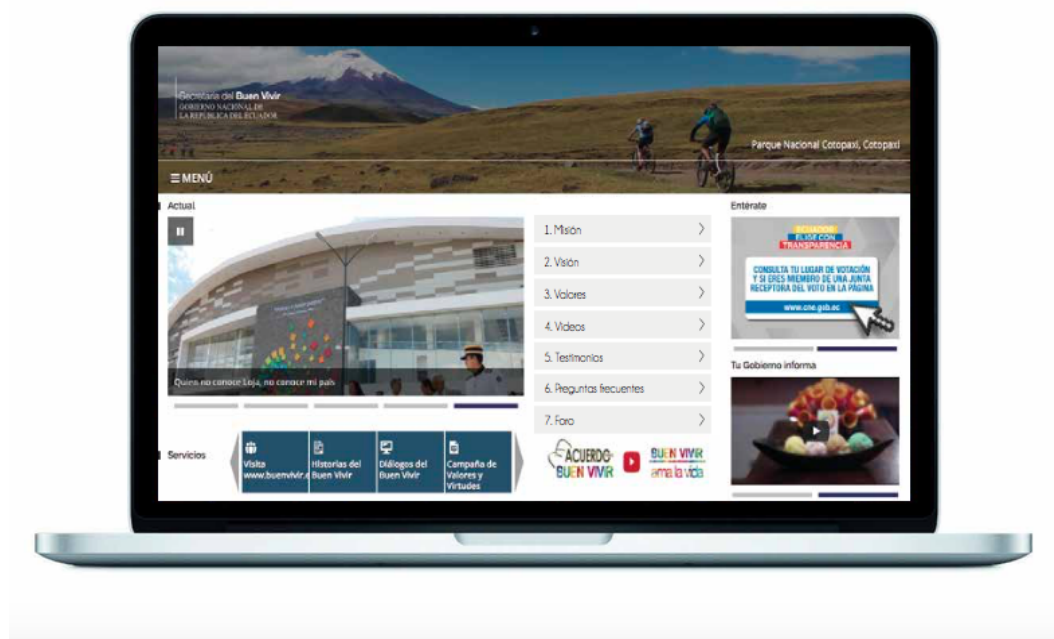 Secretaría del Buen Vivir
GOBIERNO NACIONAL DE
LA REPÚBLICA DEL ECUADOR
Parque Nacional Cotopaxi, Cotopaxi
MENÚ
Actual
Quien no conoce Loja, no conoce mi país
1. Misión
2. Visión
3. Valores
4. Videos
5. Testimonios
6. Preguntas frecuentes
7. Foro
Entérate
ECUADOR
ELIGE CON
TRANSPARENCIA
CONSULTA TU LUGAR DE VOTACIÓN
Y SI ERES MIEMBRO DE UNA JUNTA
RECEPTORA DEL VOTO EN LA PÁGINA
www.cne.gob.ec
Tu Gobierno informa
Servicios
Visita
www.buenvivir.e
Historias del
Buen Vivir
Diálogos del
Buen Vivir
Campaña de
Valores y
Virtudes
ACUERDO
BUEN VIVIR
BUEN VIVIR
ama la vida